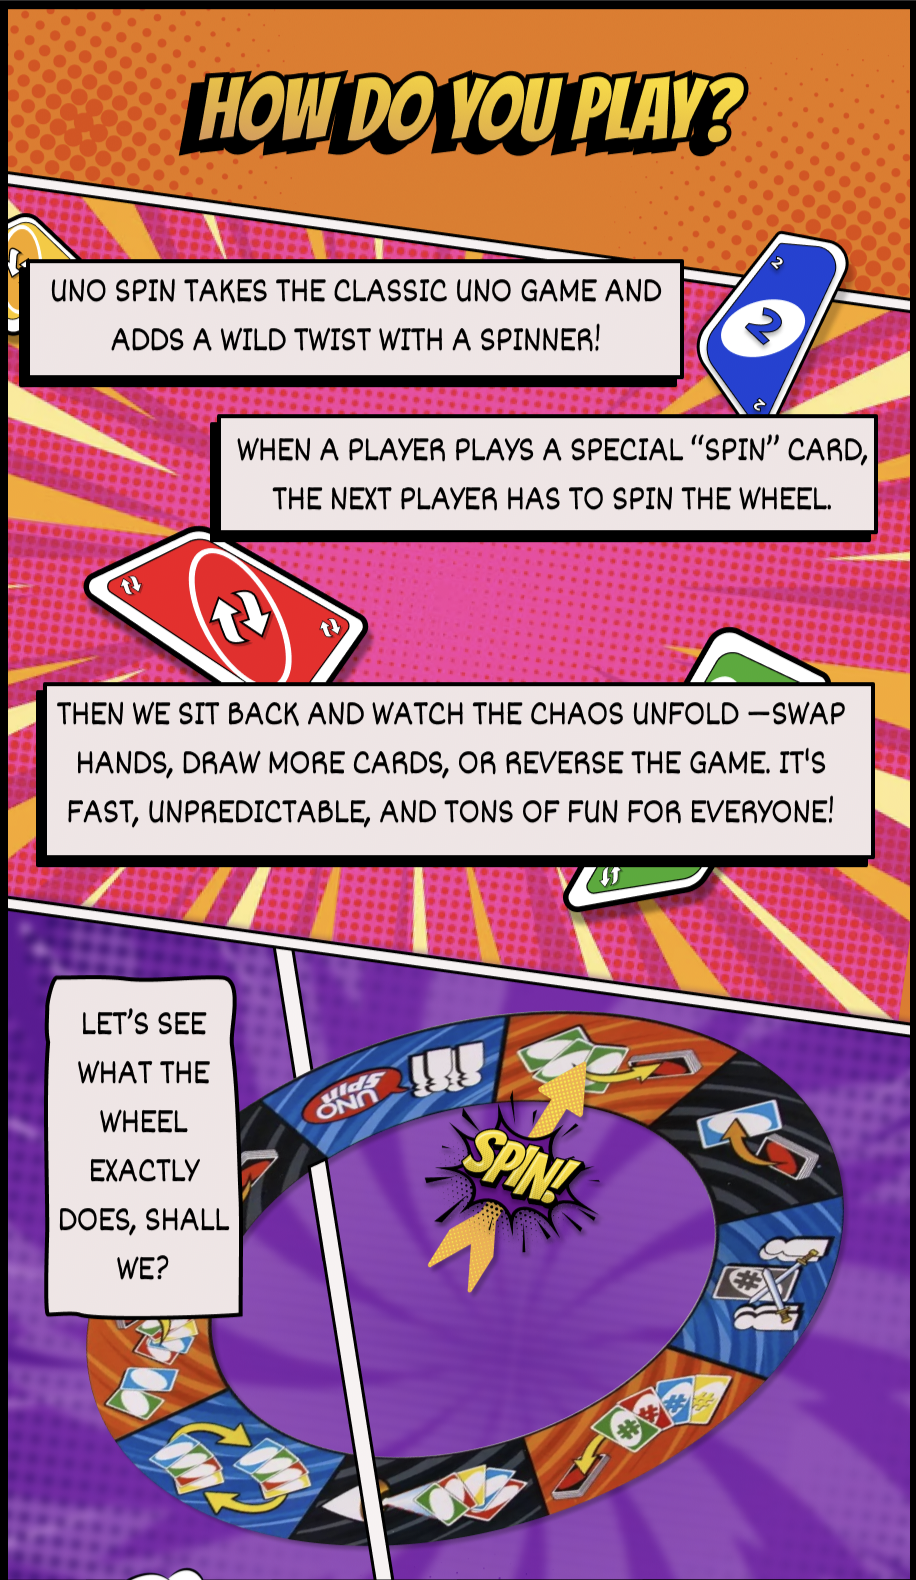 HOW DO YOU PLAY?
UNO SPIN TAKES THE CLASSIC UNO GAME AND
ADDS A WILD TWIST WITH A SPINNER!
2
2
2
WHEN A PLAYER PLAYS A SPECIAL “SPIN” CARD,
THE NEXT PLAYER HAS TO SPIN THE WHEEL.
THEN WE SIT BACK AND WATCH THE CHAOS UNFOLD —SWAP
HANDS, DRAW MORE CARDS, OR REVERSE THE GAME. IT'S
FAST, UNPREDICTABLE, AND TONS OF FUN FOR EVERYONE!
LET’S SEE
WHAT THE
WHEEL
EXACTLY
DOES, SHALL
WE?
UNO
Spin
!!!
SPIN!!
#
# # # #